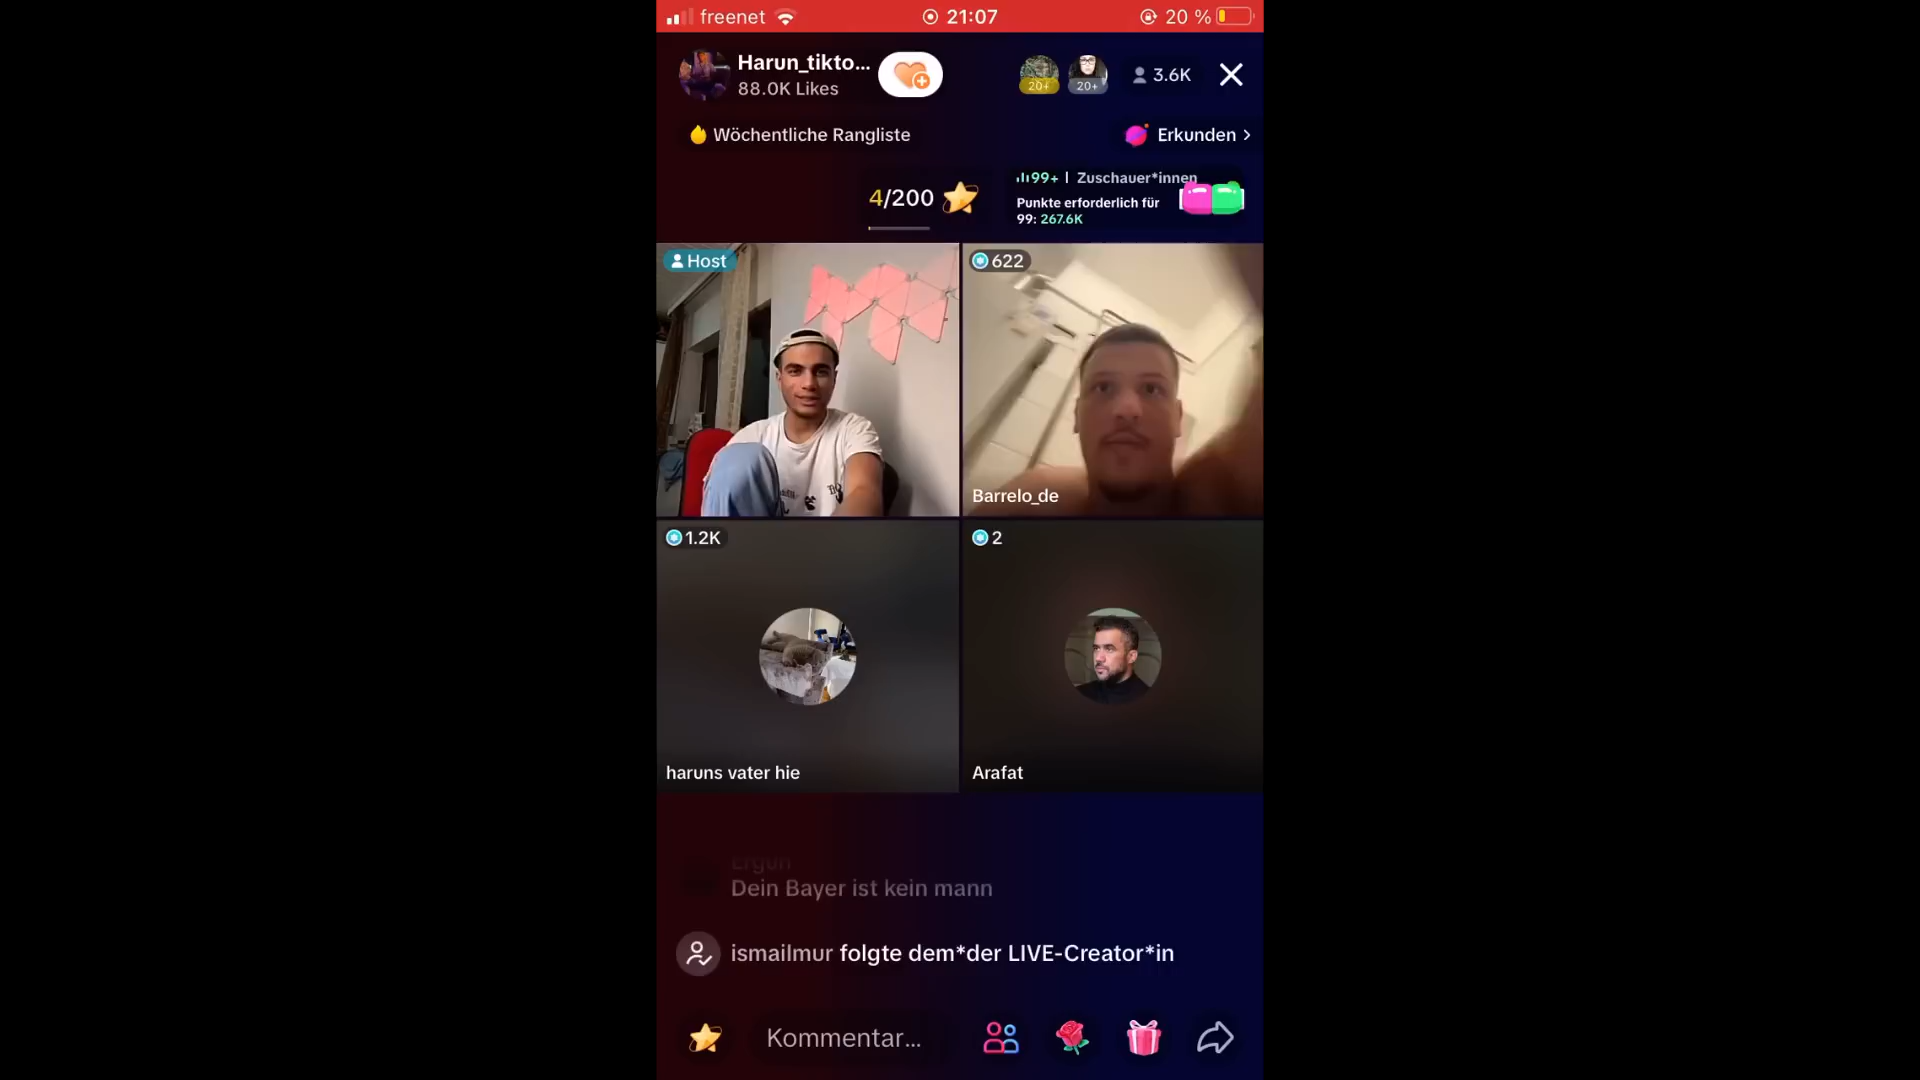 freenet 21:07 20 %
Harun_tikto...
88.0K Likes
20+ 20+ 3.6K
Wöchentliche Rangliste
Erkunden >
4/200
99+ | Zuschauer*innen
Punkte erforderlich für
99: 267.6K
Host
622
Barrelo_de
1.2K
2
haruns vater hie
Arafat
Ergun
Dein Bayer ist kein mann
ismailmur folgte dem*der LIVE-Creator*in
Kommentar...